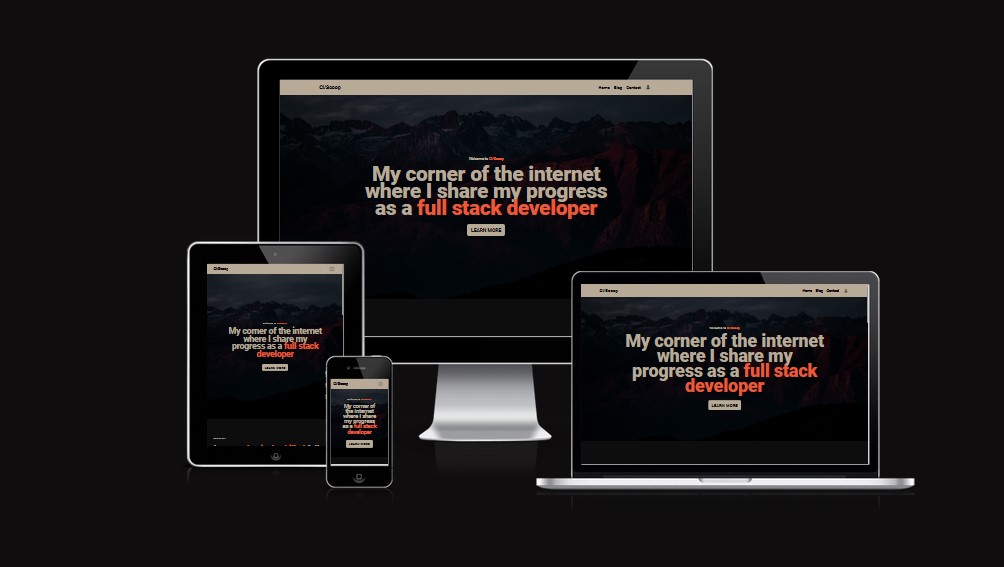 CI/Scoop
Home Blog Contact
Welcome to CI/Scoop
My corner of the internet
where I share my progress
as a full stack developer
LEARN MORE
CI/Scoop
My corner of the internet
where I share my
progress as a full stack
developer
LEARN MORE
CI/Scoop
My corner of
the internet
where I share
my progress
as a full stack
developer
LEARN MORE
CI/Scoop
Home Blog Contact
Welcome to CI/Scoop
My corner of the internet
where I share my
progress as a full stack
developer
LEARN MORE